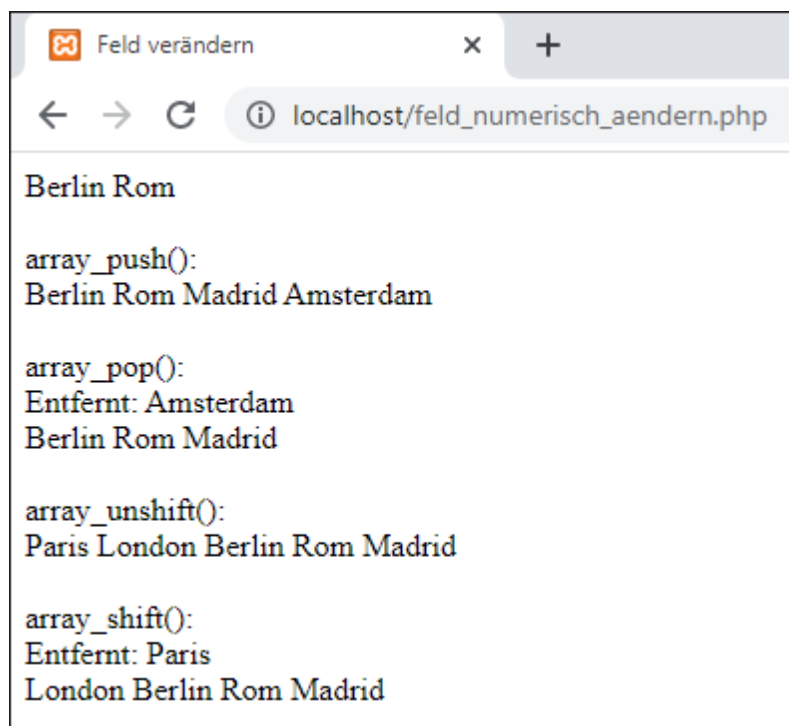 Feld verändern
localhost/feld_numerisch_aendern.php
Berlin Rom
array_push():
Berlin Rom Madrid Amsterdam
array_pop():
Entfernt: Amsterdam
Berlin Rom Madrid
array_unshift():
Paris London Berlin Rom Madrid
array_shift():
Entfernt: Paris
London Berlin Rom Madrid